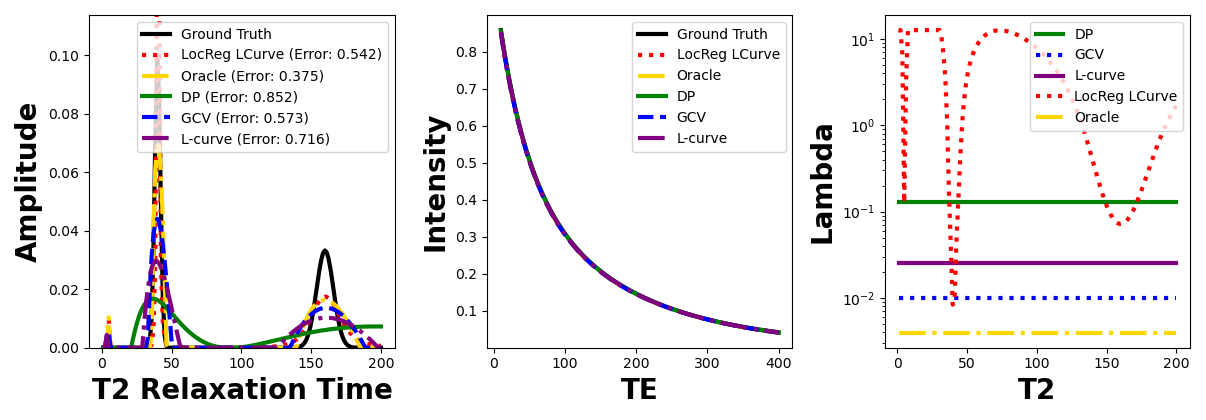 Amplitude
0.10
0.08
0.06
0.04
0.02
0.00
Ground Truth
LocReg LCurve (Error: 0.542)
Oracle (Error: 0.375)
DP (Error: 0.852)
GCV (Error: 0.573)
L-curve (Error: 0.716)
0 50 100 150 200
T2 Relaxation Time
Intensity
0.8
0.7
0.6
0.5
0.4
0.3
0.2
0.1
Ground Truth
LocReg LCurve
Oracle
DP
GCV
L-curve
0 100 200 300 400
TE
Lambda
10¹
10⁰
10⁻¹
10⁻²
DP
GCV
L-curve
LocReg LCurve
Oracle
0 50 100 150 200
T2